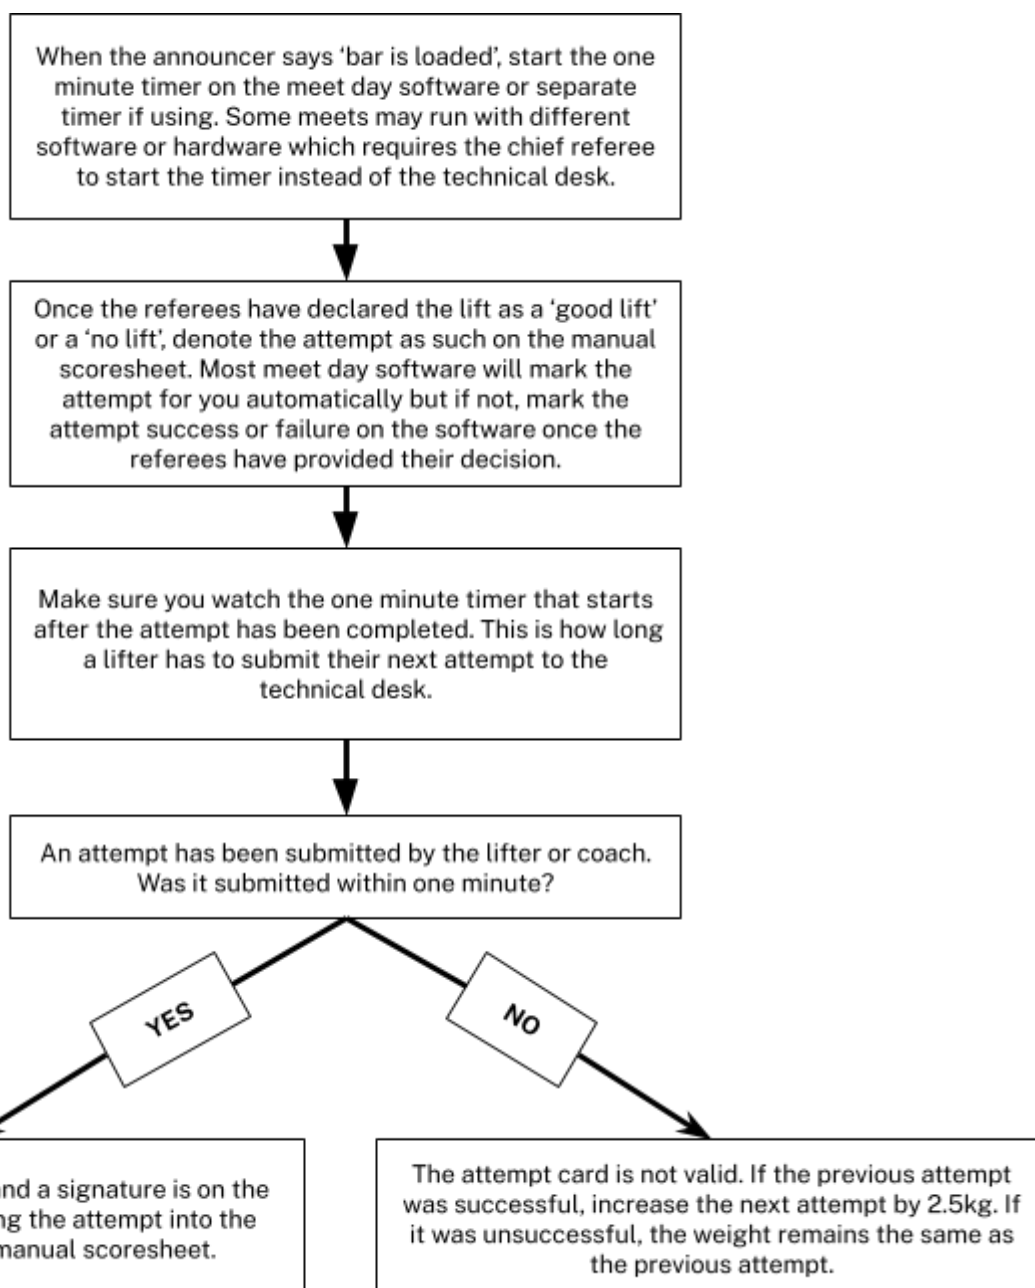 When the announcer says ‘bar is loaded’, start the one
minute timer on the meet day software or separate
timer if using. Some meets may run with different
software or hardware which requires the chief referee
to start the timer instead of the technical desk.
Once the referees have declared the lift as a ‘good lift’
or a ‘no lift’, denote the attempt as such on the manual
scoresheet. Most meet day software will mark the
attempt for you automatically but if not, mark the
attempt success or failure on the software once the
referees have provided their decision.
Make sure you watch the one minute timer that starts
after the attempt has been completed. This is how long
a lifter has to submit their next attempt to the
technical desk.
An attempt has been submitted by the lifter or coach.
Was it submitted within one minute?
YES
NO
a signature is on the
the attempt into the
manual scoresheet.
The attempt card is not valid. If the previous attempt
was successful, increase the next attempt by 2.5kg. If
it was unsuccessful, the weight remains the same as
the previous attempt.